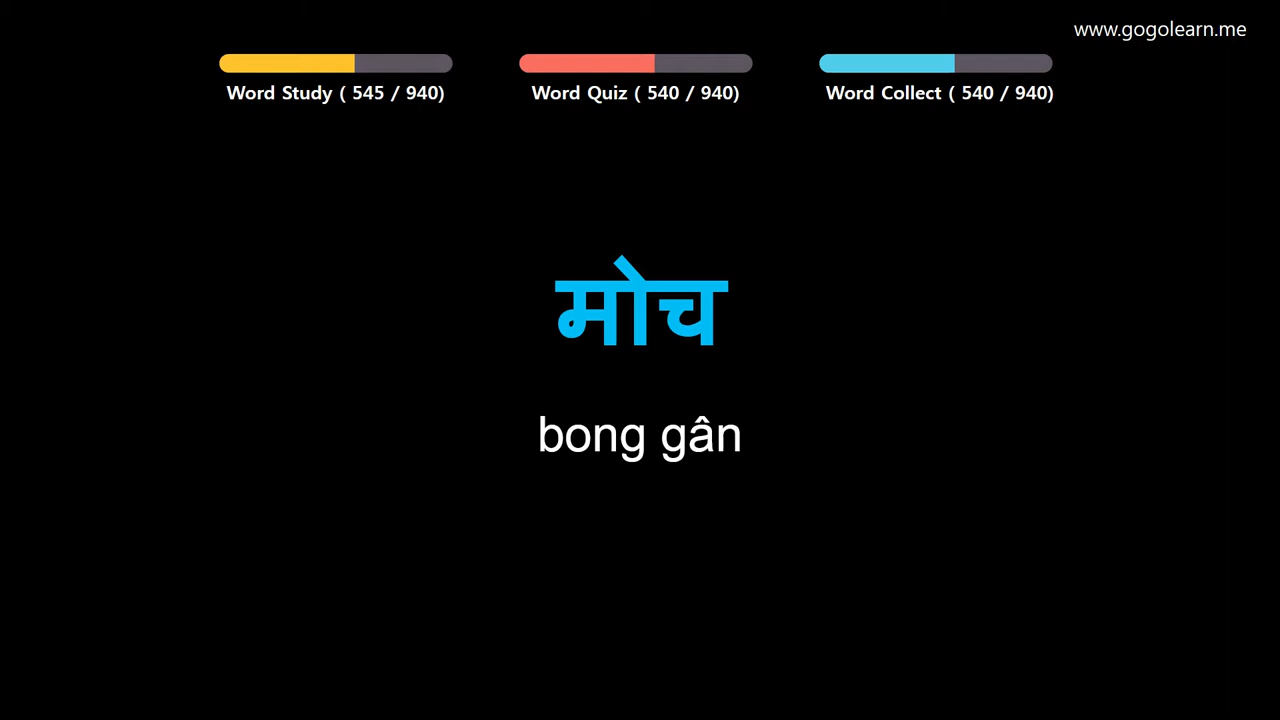 www.gogolearn.me
Word Study ( 545 / 940)
Word Quiz ( 540 / 940)
Word Collect ( 540 / 940)
मोच
bong gân